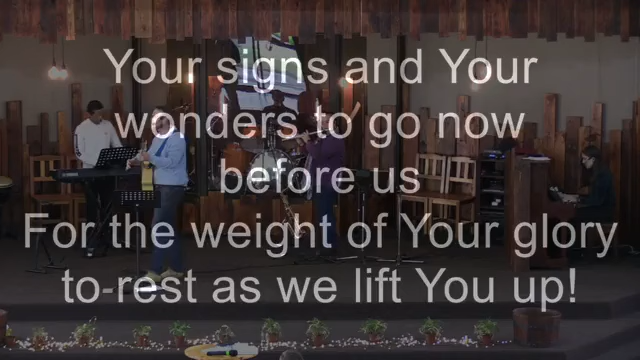 Your signs and Your
wonders to go now
before us
For the weight of Your glory
to rest as we lift You up!